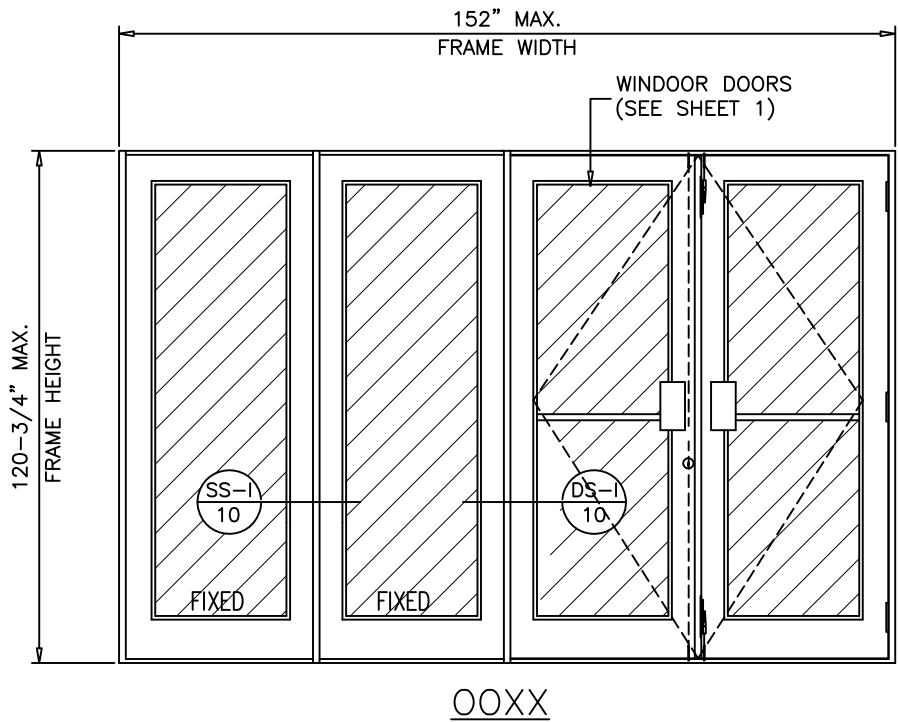 152” MAX.
FRAME WIDTH
WINDOOR DOORS
(SEE SHEET 1)
120-3/4” MAX.
FRAME HEIGHT
SS-I
10
DS-I
10
FIXED
FIXED
OOXX